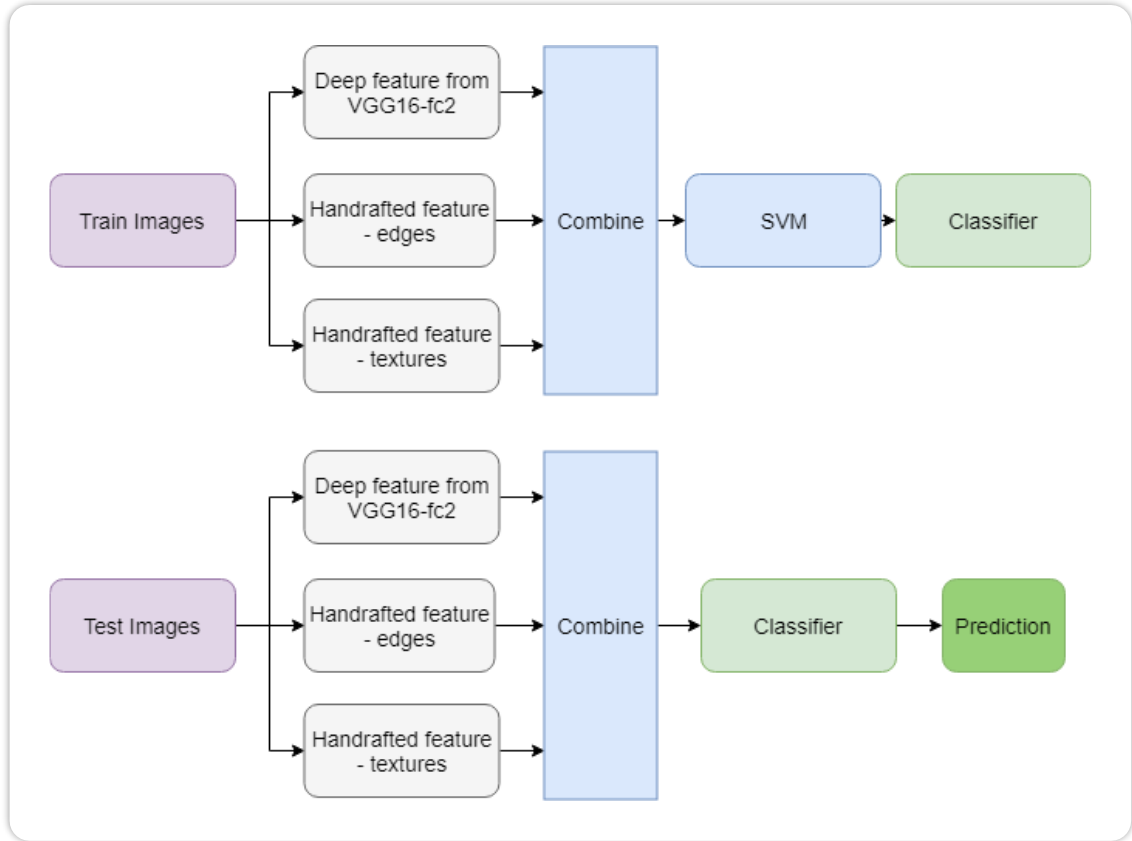 Deep feature from
VGG16-fc2
Train Images
Handrafted feature
- edges
Combine
SVM
Classifier
Handrafted feature
- textures
Deep feature from
VGG16-fc2
Test Images
Handrafted feature
- edges
Combine
Classifier
Prediction
Handrafted feature
- textures